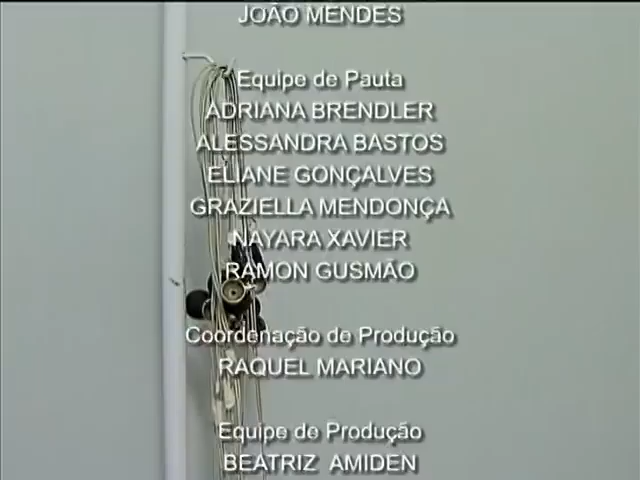 JOÃO MENDES
Equipe de Pauta
ADRIANA BRENDLER
ALESSANDRA BASTOS
ELIANE GONÇALVES
GRAZIELLA MENDONÇA
NAYARA XAVIER
RAMON GUSMÃO
Coordenação de Produção
RAQUEL MARIANO
Equipe de Produção
BEATRIZ AMIDEN